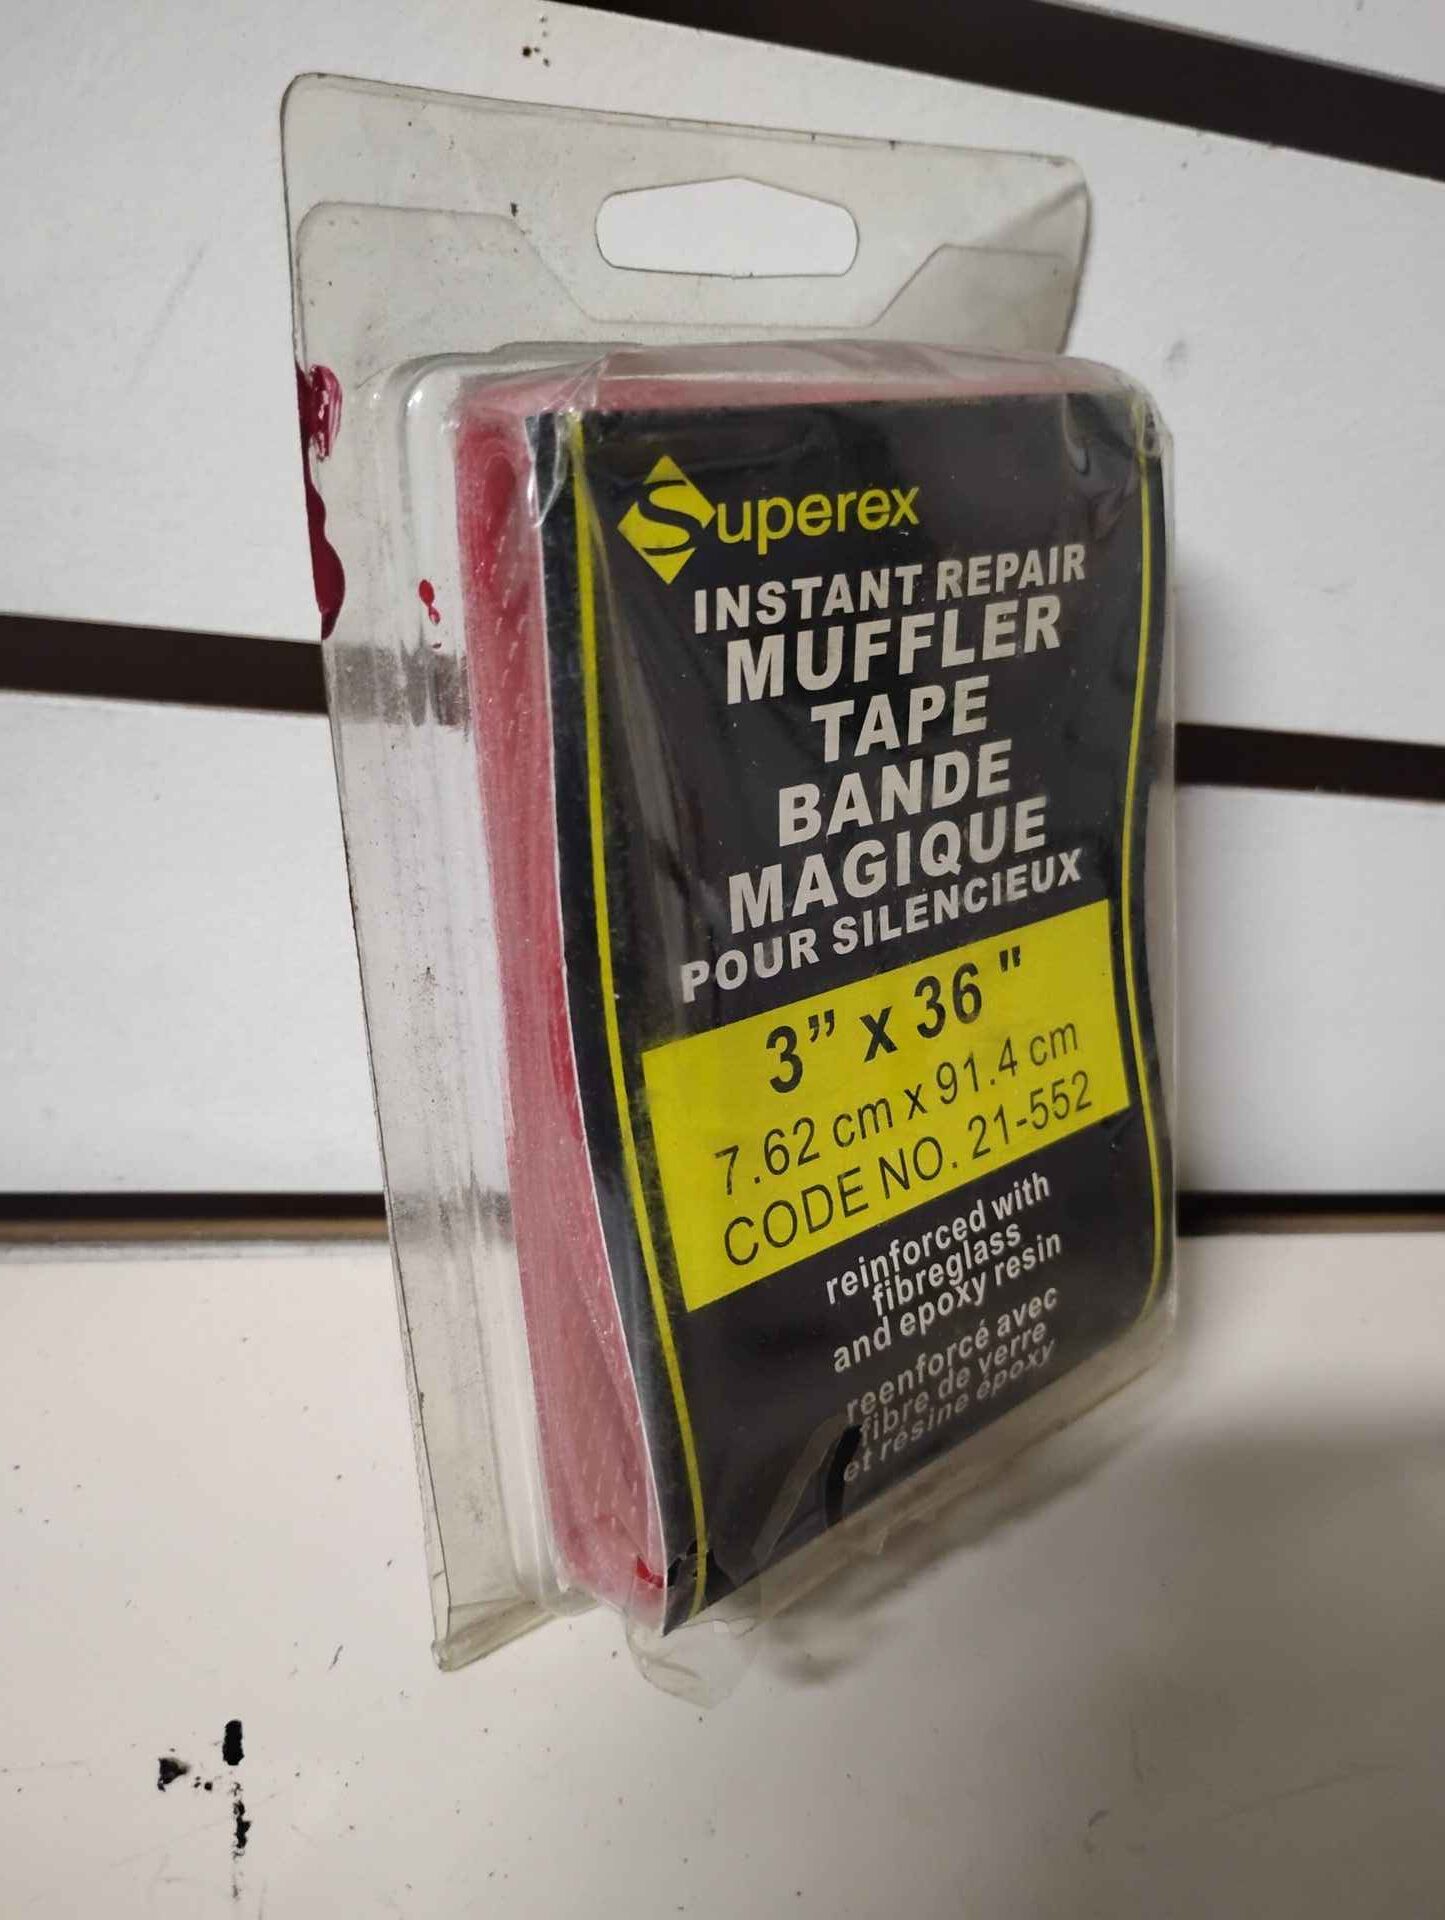 Superex
INSTANT REPAIR
MUFFLER
TAPE
BANDE
MAGIQUE
POUR SILENCIEUX
3” x 36 "
7.62 cm x 91.4 cm
CODE NO. 21-552
reinforced with
fibreglass
and epoxy resin
reenforcé avec
fibre de verre
et résine époxy